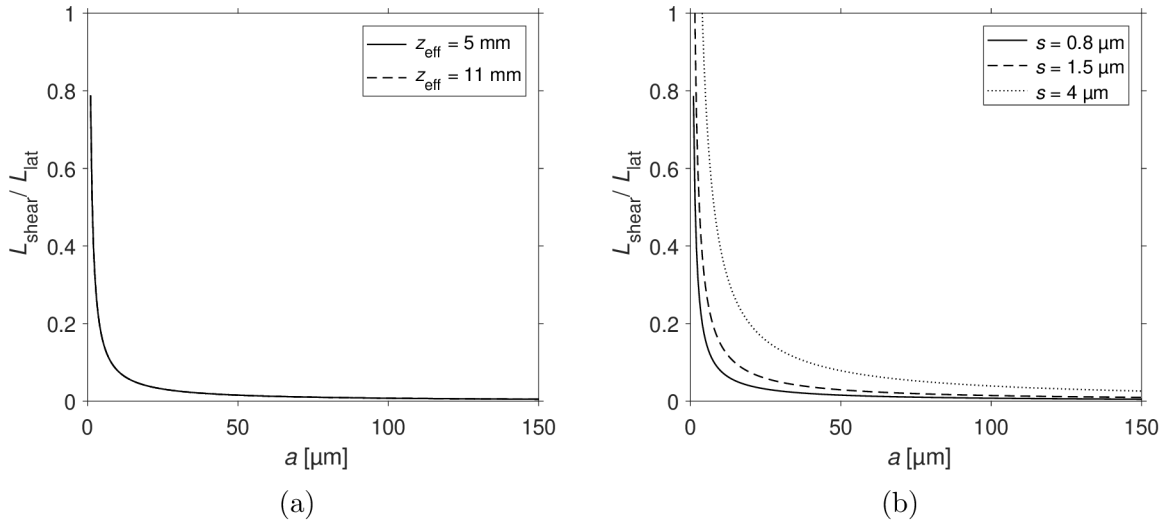 1
0.8
0.6
0.4
0.2
0
L_shear / L_lat
z_eff = 5 mm
z_eff = 11 mm
0 50 100 150
a [µm]
(a)
1
0.8
0.6
0.4
0.2
0
L_shear / L_lat
s = 0.8 µm
s = 1.5 µm
s = 4 µm
0 50 100 150
a [µm]
(b)